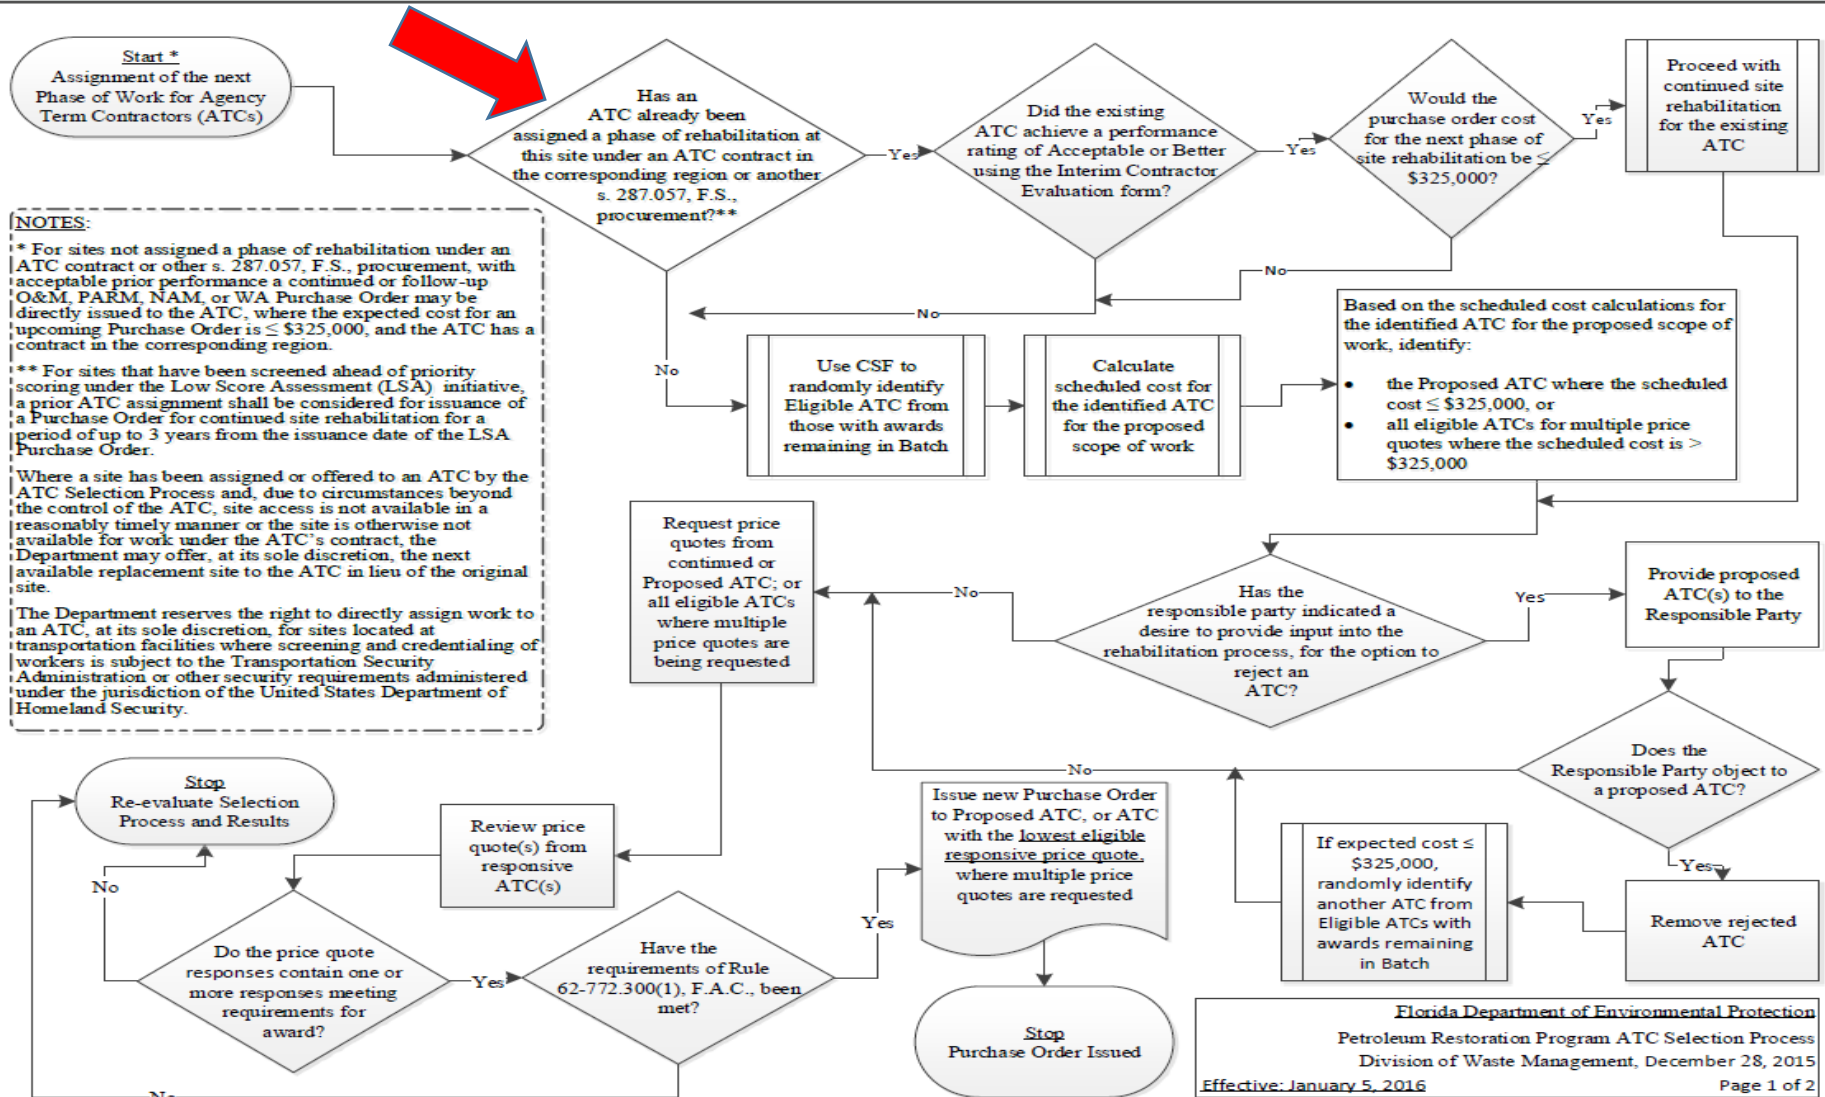 Start *
Assignment of the next
Phase of Work for Agency
Term Contractors (ATCs)
Has an
ATC already been
assigned a phase of rehabilitation at
this site under an ATC contract in
the corresponding region or another
s. 287.057, F.S.,
procurement?**
Yes
Did the existing
ATC achieve a performance
rating of Acceptable or Better
using the Interim Contractor
Evaluation form?
Yes
Would the
purchase order cost
for the next phase of
site rehabilitation be ≤
$325,000?
Yes
Proceed with
continued site
rehabilitation
for the existing
ATC
No
No
No
NOTES:
* For sites not assigned a phase of rehabilitation under an
ATC contract or other s. 287.057, F.S., procurement, with
acceptable prior performance a continued or follow-up
O&M, PARM, NAM, or WA Purchase Order may be
directly issued to the ATC, where the expected cost for an
upcoming Purchase Order is ≤ $325,000, and the ATC has a
contract in the corresponding region.
** For sites that have been screened ahead of priority
scoring under the Low Score Assessment (LSA) initiative,
a prior ATC assignment shall be considered for issuance of
a Purchase Order for continued site rehabilitation for a
period of up to 3 years from the issuance date of the LSA
Purchase Order.
Where a site has been assigned or offered to an ATC by the
ATC Selection Process and, due to circumstances beyond
the control of the ATC, site access is not available in a
reasonably timely manner or the site is otherwise not
available for work under the ATC's contract, the
Department may offer, at its sole discretion, the next
available replacement site to the ATC in lieu of the original
site.
The Department reserves the right to directly assign work to
an ATC, at its sole discretion, for sites located at
transportation facilities where screening and credentialing of
workers is subject to the Transportation Security
Administration or other security requirements administered
under the jurisdiction of the United States Department of
Homeland Security.
Use CSF to
randomly identify
Eligible ATC from
those with awards
remaining in Batch
Calculate
scheduled cost for
the identified ATC
for the proposed
scope of work
Based on the scheduled cost calculations for
the identified ATC for the proposed scope of
work, identify:
• the Proposed ATC where the scheduled
cost ≤ $325,000, or
• all eligible ATCs for multiple price
quotes where the scheduled cost is >
$325,000
Request price
quotes from
continued or
Proposed ATC; or
all eligible ATCs
where multiple
price quotes are
being requested
No
Has the
responsible party indicated a
desire to provide input into the
rehabilitation process, for the option to
reject an
ATC?
Yes
Provide proposed
ATC(s) to the
Responsible Party
Does the
Responsible Party object to
a proposed ATC?
No
Yes
Remove rejected
ATC
If expected cost ≤
$325,000,
randomly identify
another ATC from
Eligible ATCs with
awards remaining
in Batch
Stop
Re-evaluate Selection
Process and Results
Review price
quote(s) from
responsive
ATC(s)
Issue new Purchase Order
to Proposed ATC, or ATC
with the lowest eligible
responsive price quote,
where multiple price
quotes are requested
No
Do the price quote
responses contain one or
more responses meeting
requirements for
award?
Yes
Have the
requirements of Rule
62-772.300(1), F.A.C., been
met?
Yes
No
Stop
Purchase Order Issued
Florida Department of Environmental Protection
Petroleum Restoration Program ATC Selection Process
Division of Waste Management, December 28, 2015
Effective: January 5, 2016 Page 1 of 2